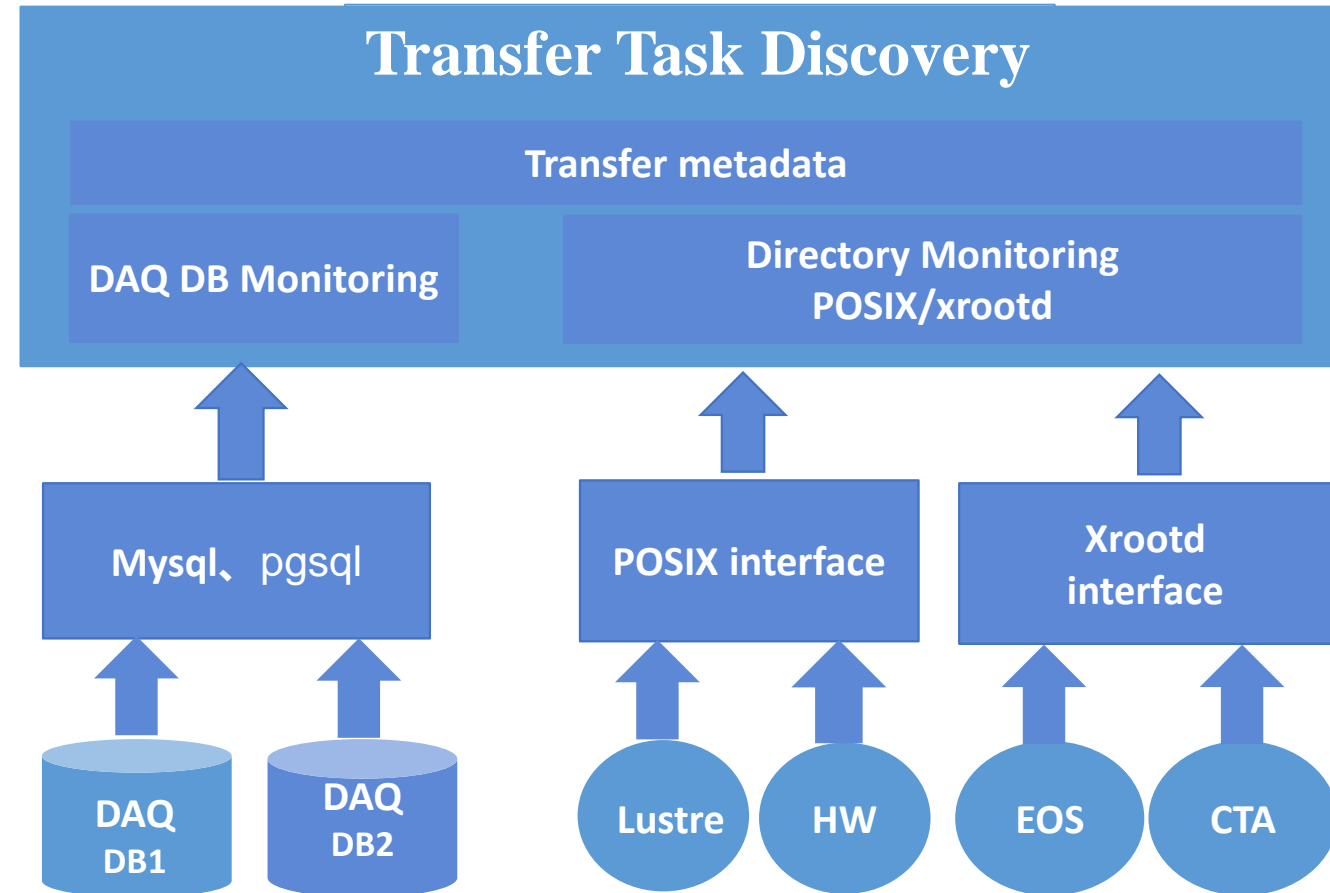 Transfer Task Discovery
Transfer metadata
DAQ DB Monitoring
Directory Monitoring
POSIX/xrootd
Mysql、pgsql
POSIX interface
Xrootd
interface
DAQ
DB1
DAQ
DB2
Lustre
HW
EOS
CTA